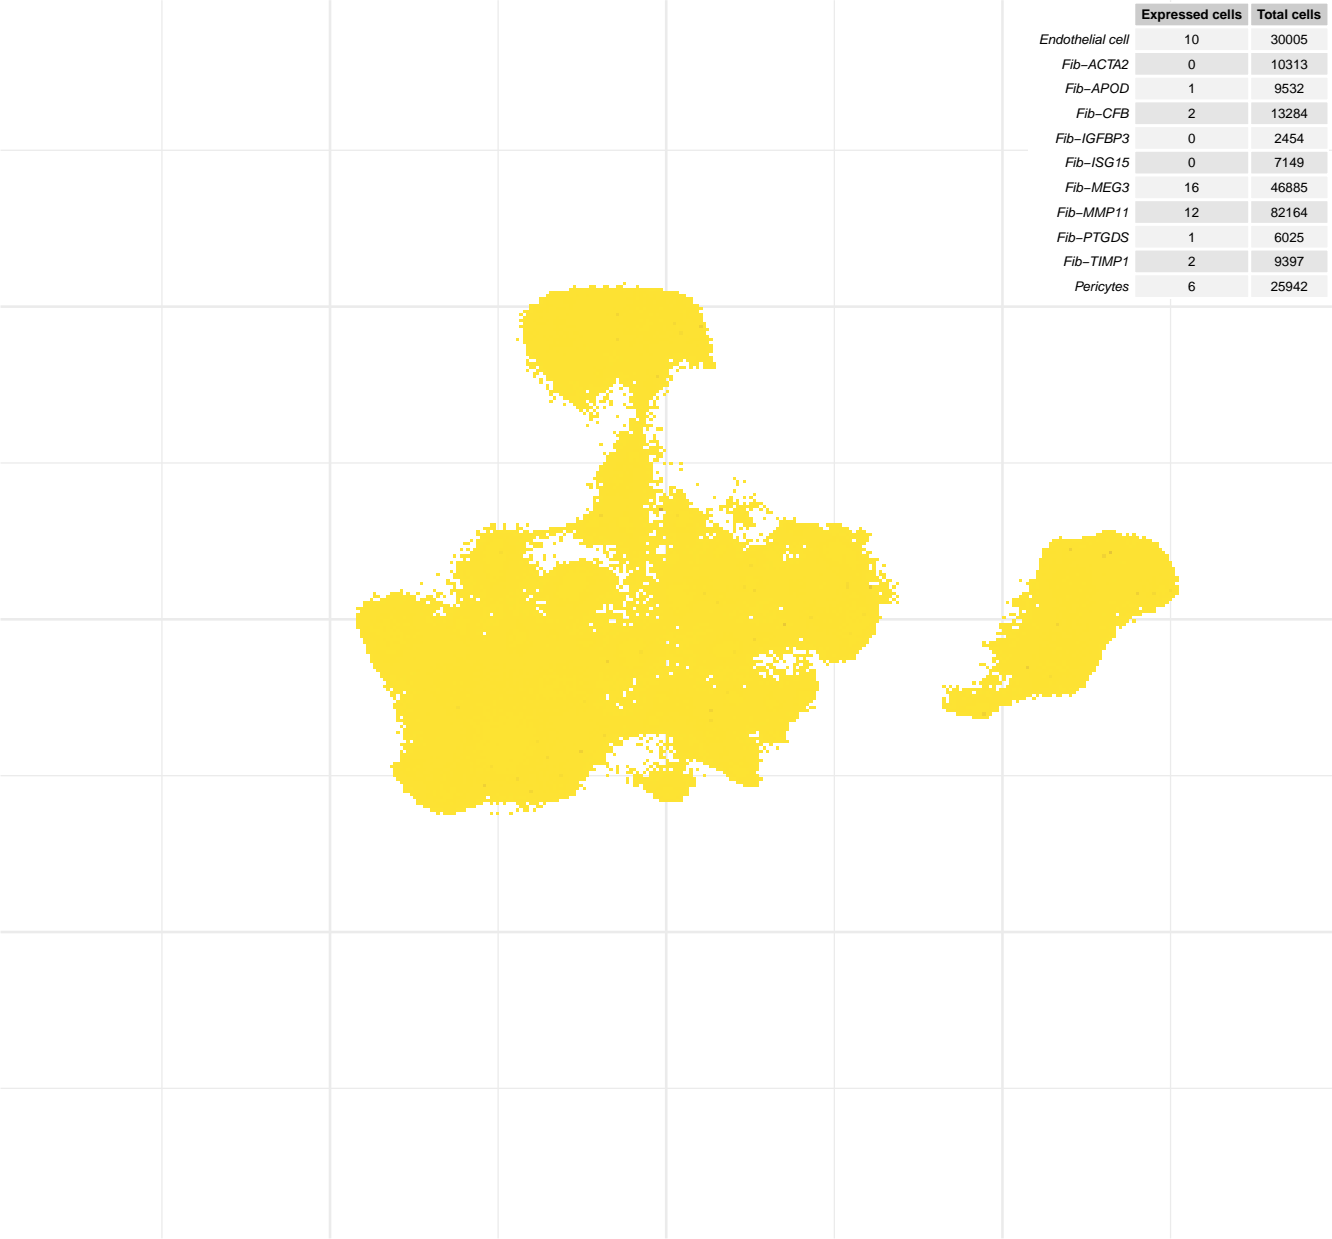 Expressed cells Total cells
Endothelial cell 10 30005
Fib−ACTA2 0 10313
Fib−APOD 1 9532
Fib−CFB 2 13284
Fib−IGFBP3 0 2454
Fib−ISG15 0 7149
Fib−MEG3 16 46885
Fib−MMP11 12 82164
Fib−PTGDS 1 6025
Fib−TIMP1 2 9397
Pericytes 6 25942